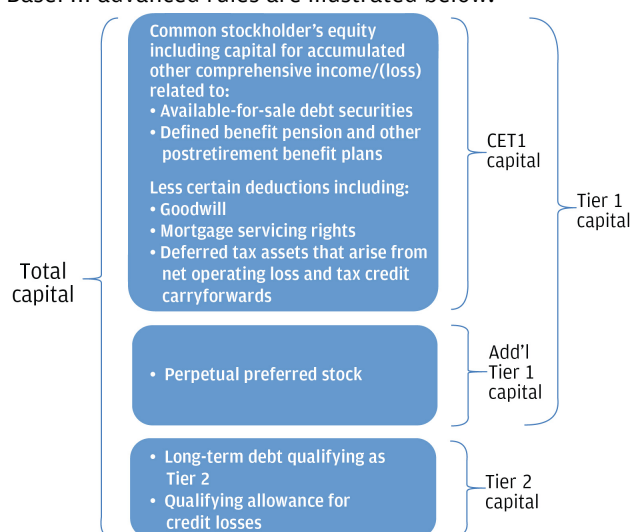 Basel III advanced rules are illustrated below.
Common stockholder's equity
including capital for accumulated
other comprehensive income/(loss)
related to:
• Available-for-sale debt securities
• Defined benefit pension and other
postretirement benefit plans
Less certain deductions including:
• Goodwill
• Mortgage servicing rights
• Deferred tax assets that arise from
net operating loss and tax credit
carryforwards
CET1
capital
Tier 1
capital
Total
capital
• Perpetual preferred stock
Add'l
Tier 1
capital
• Long-term debt qualifying as
Tier 2
• Qualifying allowance for
credit losses
Tier 2
capital